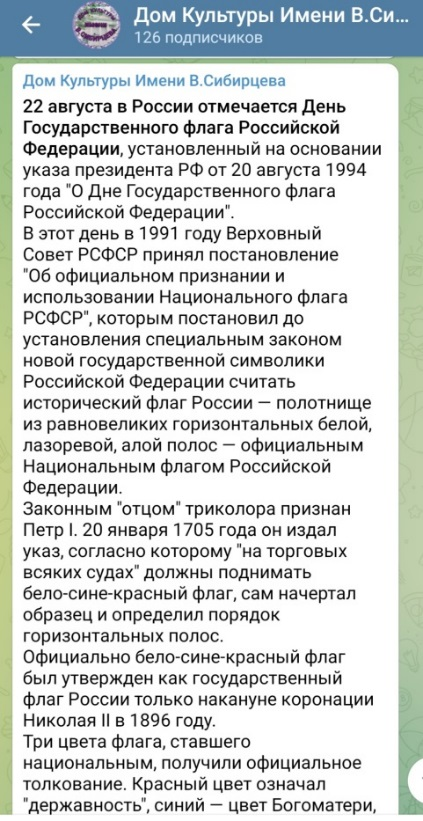 Дом Культуры Имени В.Си...
126 подписчиков
Дом Культуры Имени В.Сибирцева
22 августа в России отмечается День
Государственного флага Российской
Федерации, установленный на основании
указа президента РФ от 20 августа 1994
года "О Дне Государственного флага
Российской Федерации".
В этот день в 1991 году Верховный
Совет РСФСР принял постановление
"Об официальном признании и
использовании Национального флага
РСФСР", которым постановил до
установления специальным законом
новой государственной символики
Российской Федерации считать
исторический флаг России — полотнище
из равновеликих горизонтальных белой,
лазоревой, алой полос — официальным
Национальным флагом Российской
Федерации.
Законным "отцом" триколора признан
Петр I. 20 января 1705 года он издал
указ, согласно которому "на торговых
всяких судах" должны поднимать
бело-сине-красный флаг, сам начертал
образец и определил порядок
горизонтальных полос.
Официально бело-сине-красный флаг
был утвержден как государственный
флаг России только накануне коронации
Николая II в 1896 году.
Три цвета флага, ставшего
национальным, получили официальное
толкование. Красный цвет означал
"державность", синий — цвет Богоматери,